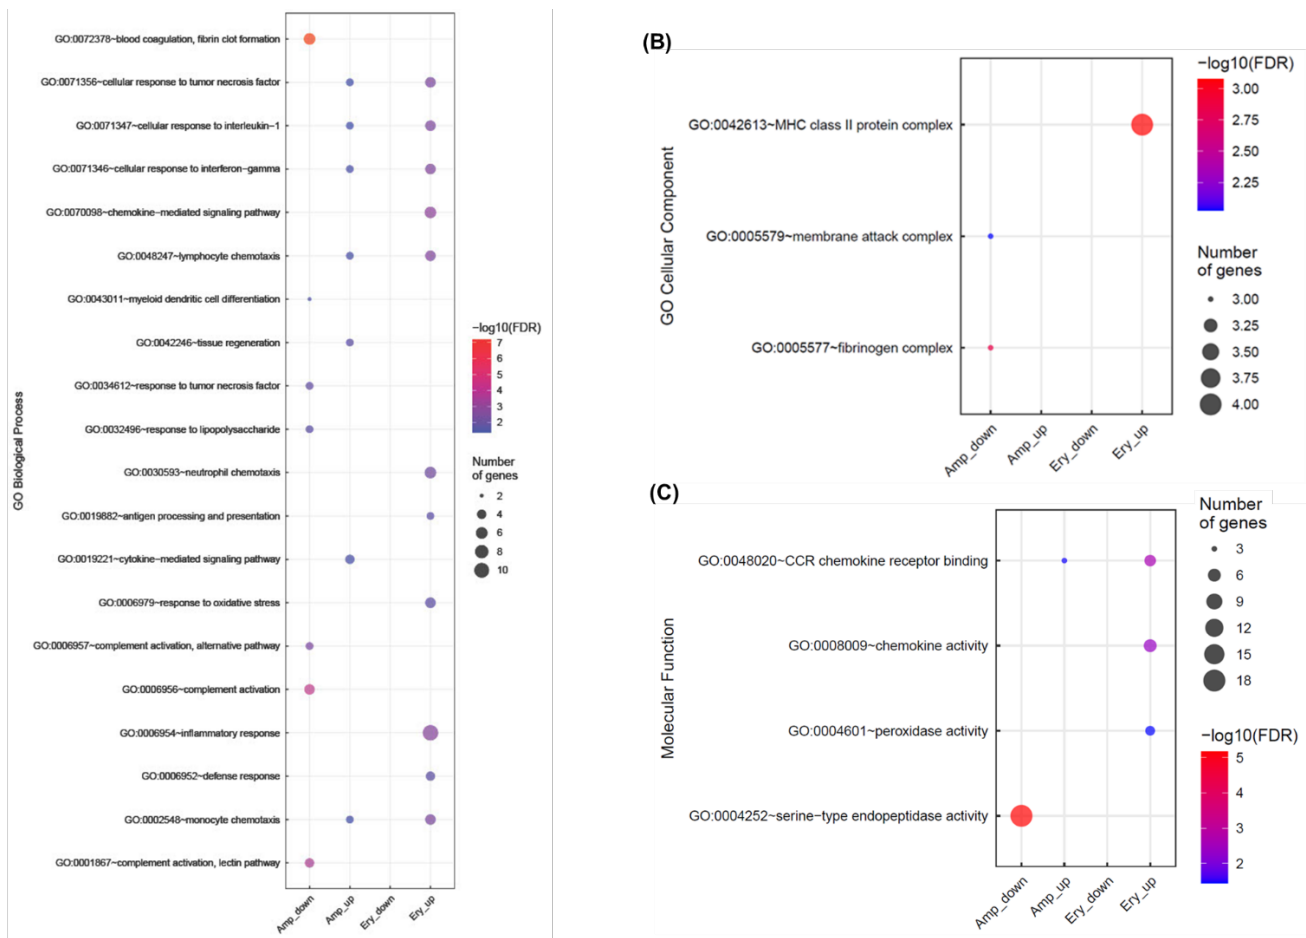 GO Biological Process
GO:0072378~blood coagulation, fibrin clot formation
GO:0071356~cellular response to tumor necrosis factor
GO:0071347~cellular response to interleukin−1
GO:0071346~cellular response to interferon−gamma
GO:0070098~chemokine−mediated signaling pathway
GO:0048247~lymphocyte chemotaxis
GO:0043011~myeloid dendritic cell differentiation
GO:0042246~tissue regeneration
GO:0034612~response to tumor necrosis factor
GO:0032496~response to lipopolysaccharide
GO:0030593~neutrophil chemotaxis
GO:0019882~antigen processing and presentation
GO:0019221~cytokine−mediated signaling pathway
GO:0006979~response to oxidative stress
GO:0006957~complement activation, alternative pathway
GO:0006956~complement activation
GO:0006954~inflammatory response
GO:0006952~defense response
GO:0002548~monocyte chemotaxis
GO:0001867~complement activation, lectin pathway
Amp_down
Amp_up
Ery_down
Ery_up
−log10(FDR)
7
6
5
4
3
2
Number
of genes
2
4
6
8
10
(B)
GO Cellular Component
GO:0042613~MHC class II protein complex
GO:0005579~membrane attack complex
GO:0005577~fibrinogen complex
Amp_down
Amp_up
Ery_down
Ery_up
−log10(FDR)
3.00
2.75
2.50
2.25
Number
of genes
3.00
3.25
3.50
3.75
4.00
(C)
Molecular Function
GO:0048020~CCR chemokine receptor binding
GO:0008009~chemokine activity
GO:0004601~peroxidase activity
GO:0004252~serine−type endopeptidase activity
Amp_down
Amp_up
Ery_down
Ery_up
Number
of genes
3
6
9
12
15
18
−log10(FDR)
5
4
3
2